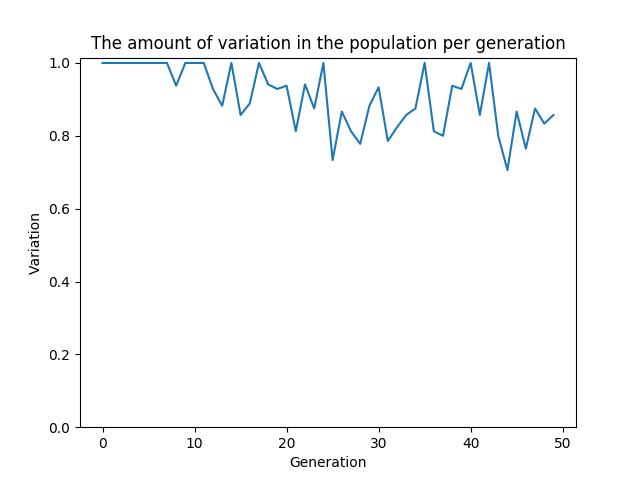 The amount of variation in the population per generation
1.0
0.8
0.6
0.4
0.2
0.0
Variation
0 10 20 30 40 50
Generation